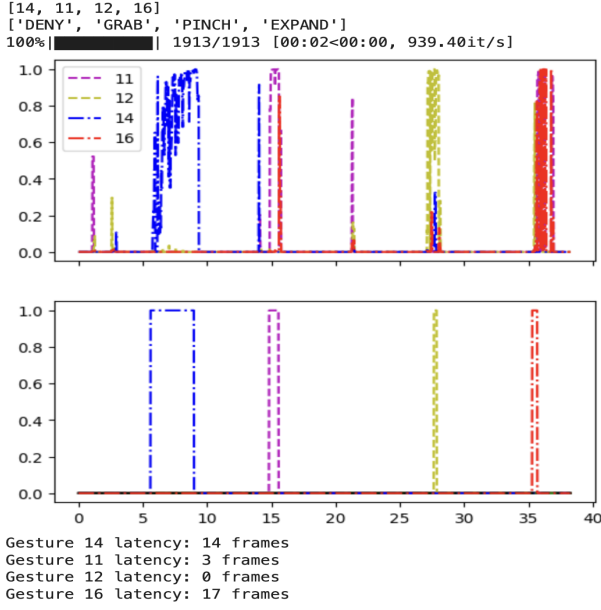 [14, 11, 12, 16]
['DENY', 'GRAB', 'PINCH', 'EXPAND']
100%|██████████| 1913/1913 [00:02<00:00, 939.40it/s]
1.0
0.8
0.6
0.4
0.2
0.0
11
12
14
16
1.0
0.8
0.6
0.4
0.2
0.0
0 5 10 15 20 25 30 35 40
Gesture 14 latency: 14 frames
Gesture 11 latency: 3 frames
Gesture 12 latency: 0 frames
Gesture 16 latency: 17 frames